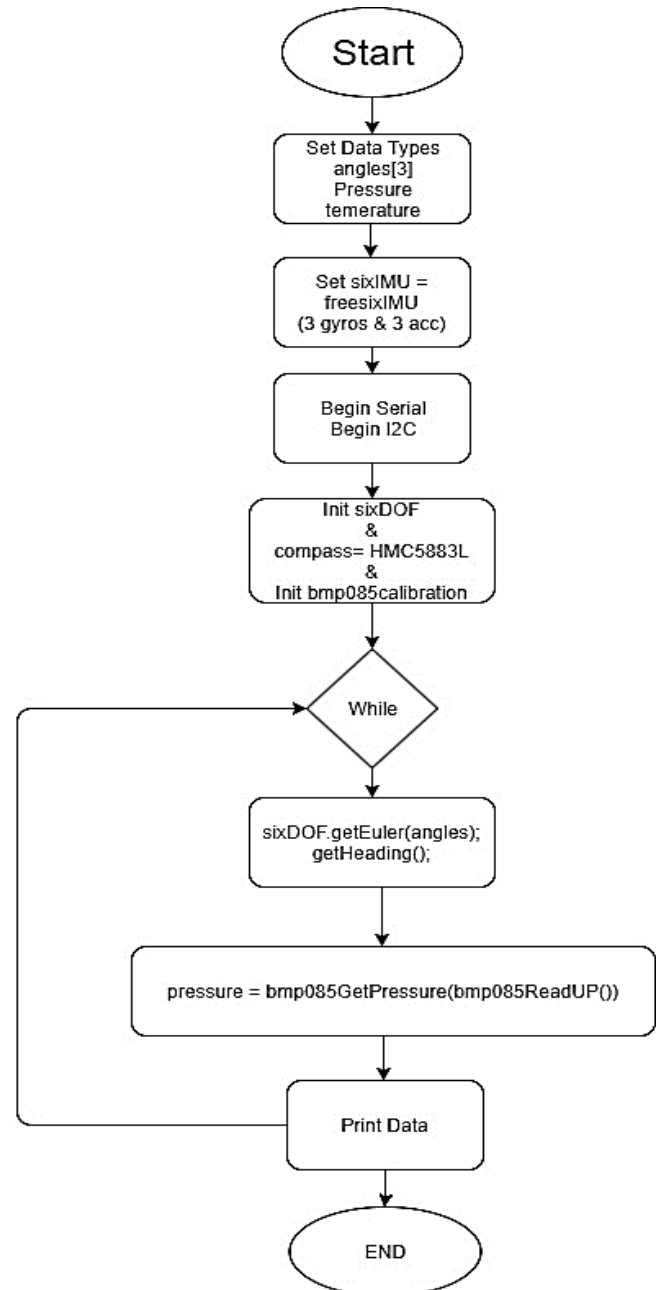 Start
Set Data Types
angles[3]
Pressure
temerature
Set sixIMU =
freesixIMU
(3 gyros & 3 acc)
Begin Serial
Begin I2C
Init sixDOF
&
compass= HMC5883L
&
Init bmp085calibration
While
sixDOF.getEuler(angles);
getHeading();
pressure = bmp085GetPressure(bmp085ReadUP())
Print Data
END